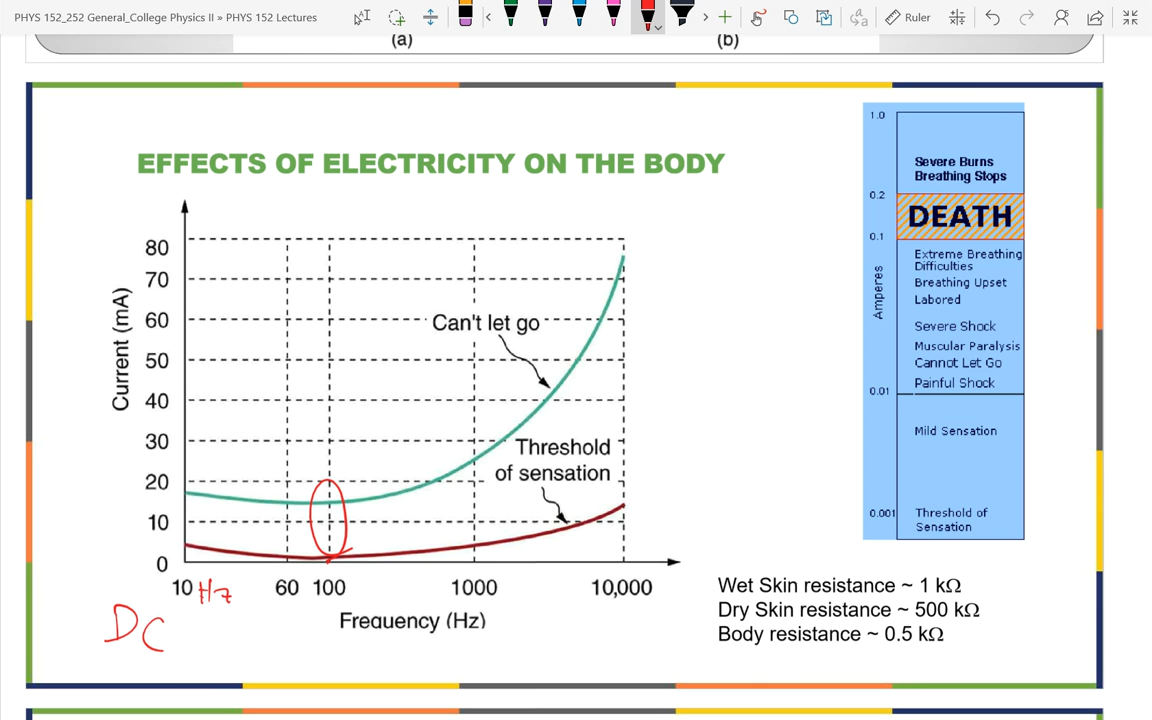 PHYS 152_252 General_College Physics II » PHYS 152 Lectures
Ruler
(a)
(b)
EFFECTS OF ELECTRICITY ON THE BODY
Current (mA)
80
70
60
50
40
30
20
10
0
Can't let go
Threshold
of sensation
10 Hz 60 100 1000 10,000
Frequency (Hz)
DC
Amperes
1.0
Severe Burns
Breathing Stops
0.2
DEATH
0.1
Extreme Breathing
Difficulties
Breathing Upset
Labored
Severe Shock
Muscular Paralysis
Cannot Let Go
Painful Shock
0.01
Mild Sensation
0.001
Threshold of
Sensation
Wet Skin resistance ~ 1 kΩ
Dry Skin resistance ~ 500 kΩ
Body resistance ~ 0.5 kΩ